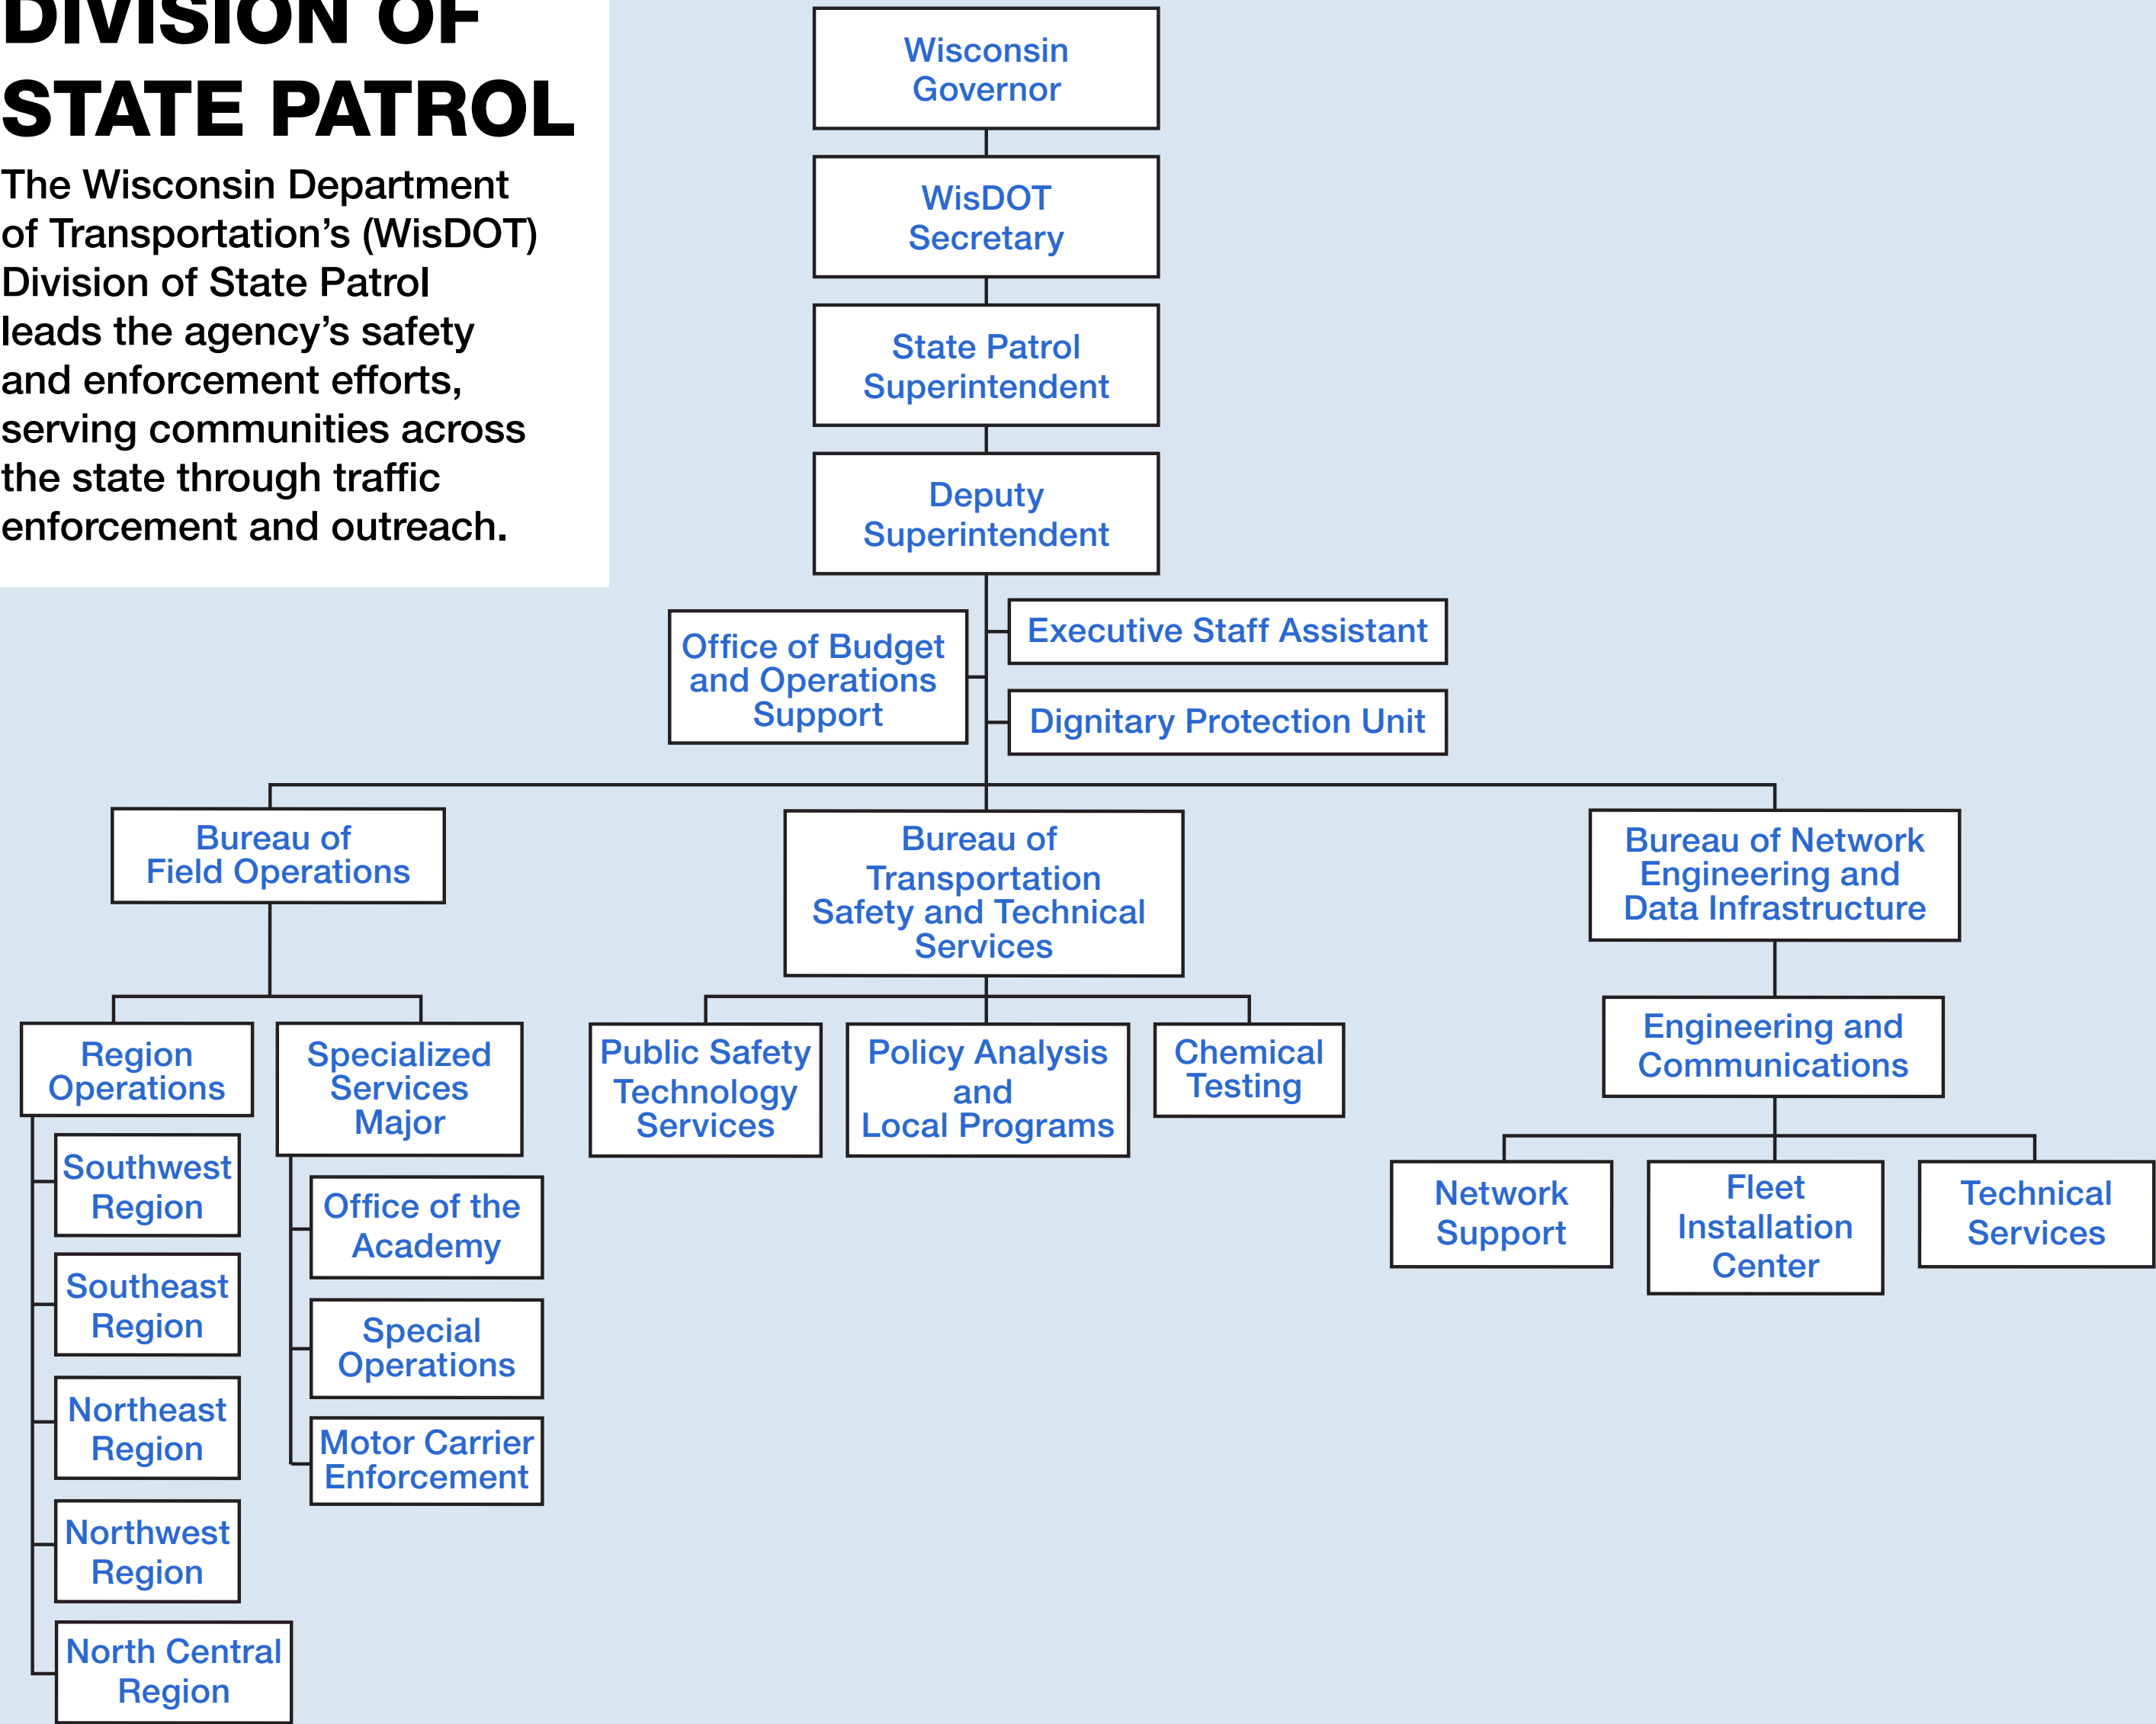 DIVISION OF
STATE PATROL
The Wisconsin Department
of Transportation’s (WisDOT)
Division of State Patrol
leads the agency’s safety
and enforcement efforts,
serving communities across
the state through traffic
enforcement and outreach.
Wisconsin
Governor
WisDOT
Secretary
State Patrol
Superintendent
Deputy
Superintendent
Executive Staff Assistant
Office of Budget
and Operations
Support
Dignitary Protection Unit
Bureau of
Field Operations
Bureau of
Transportation
Safety and Technical
Services
Bureau of Network
Engineering and
Data Infrastructure
Region
Operations
Southwest
Region
Southeast
Region
Northeast
Region
Northwest
Region
North Central
Region
Specialized
Services
Major
Office of the
Academy
Special
Operations
Motor Carrier
Enforcement
Public Safety
Technology
Services
Policy Analysis
and
Local Programs
Chemical
Testing
Engineering and
Communications
Network
Support
Fleet
Installation
Center
Technical
Services